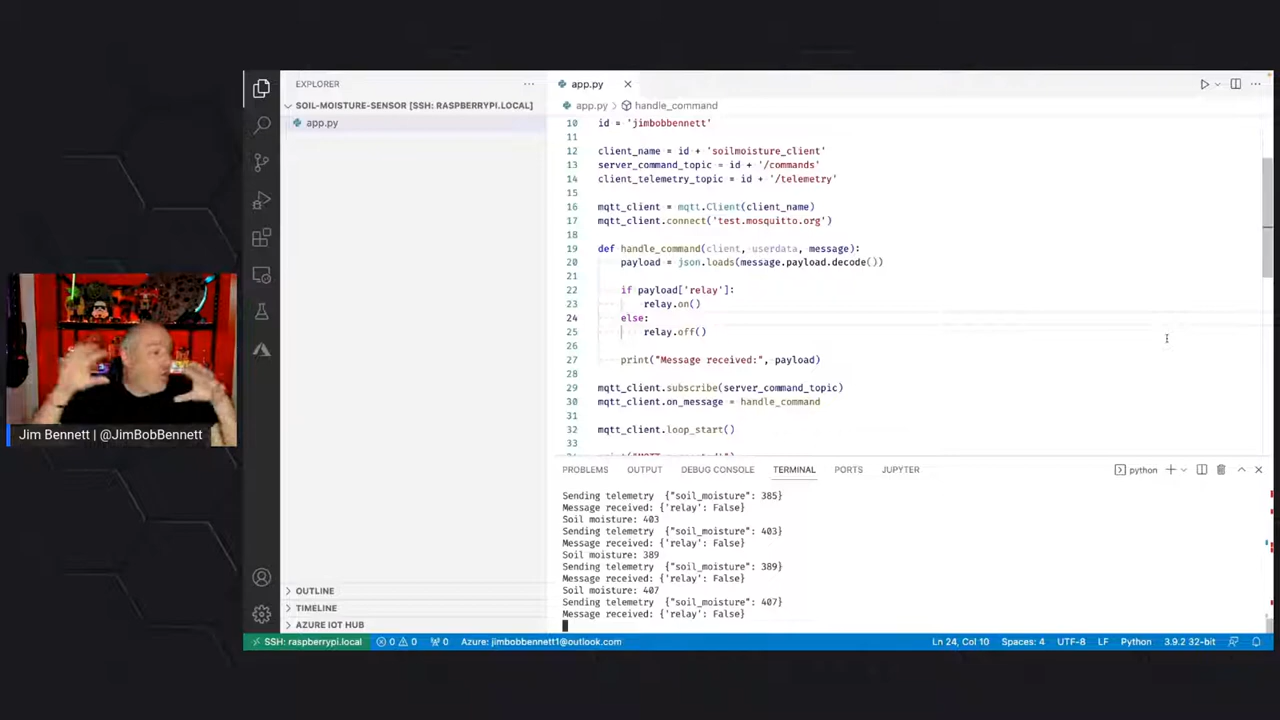 EXPLORER
SOIL-MOISTURE-SENSOR [SSH: RASPBERRYPI.LOCAL]
app.py
app.py
app.py > handle_command
10 id = 'jimbobbennett'
11
12 client_name = id + 'soilmoisture_client'
13 server_command_topic = id + '/commands'
14 client_telemetry_topic = id + '/telemetry'
15
16 mqtt_client = mqtt.Client(client_name)
17 mqtt_client.connect('test.mosquitto.org')
18
19 def handle_command(client, userdata, message):
20 payload = json.loads(message.payload.decode())
21
22 if payload['relay']:
23 relay.on()
24 else:
25 relay.off()
26
27 print("Message received:", payload)
28
29 mqtt_client.subscribe(server_command_topic)
30 mqtt_client.on_message = handle_command
31
32 mqtt_client.loop_start()
33
Jim Bennett | @JimBobBennett
PROBLEMS OUTPUT DEBUG CONSOLE TERMINAL PORTS JUPYTER
python
Sending telemetry {"soil_moisture": 385}
Message received: {'relay': False}
Soil moisture: 403
Sending telemetry {"soil_moisture": 403}
Message received: {'relay': False}
Soil moisture: 389
Sending telemetry {"soil_moisture": 389}
Message received: {'relay': False}
Soil moisture: 407
Sending telemetry {"soil_moisture": 407}
Message received: {'relay': False}
OUTLINE
TIMELINE
AZURE IOT HUB
SSH: raspberrypi.local 0 0 0 Azure: jimbobbennett1@outlook.com Ln 24, Col 10 Spaces: 4 UTF-8 LF Python 3.9.2 32-bit